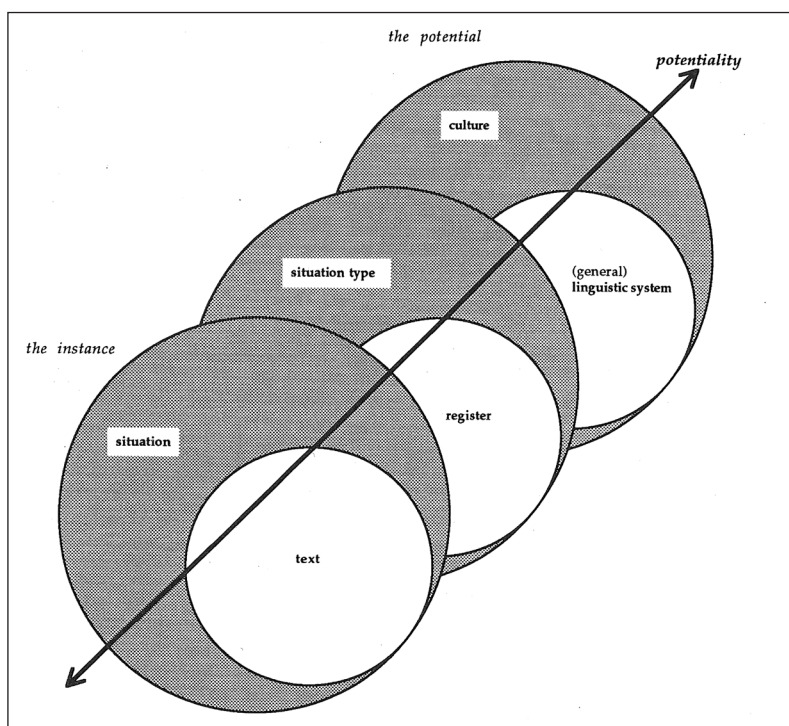 the potential
potentiality
culture
situation type
(general)
linguistic system
the instance
register
situation
text